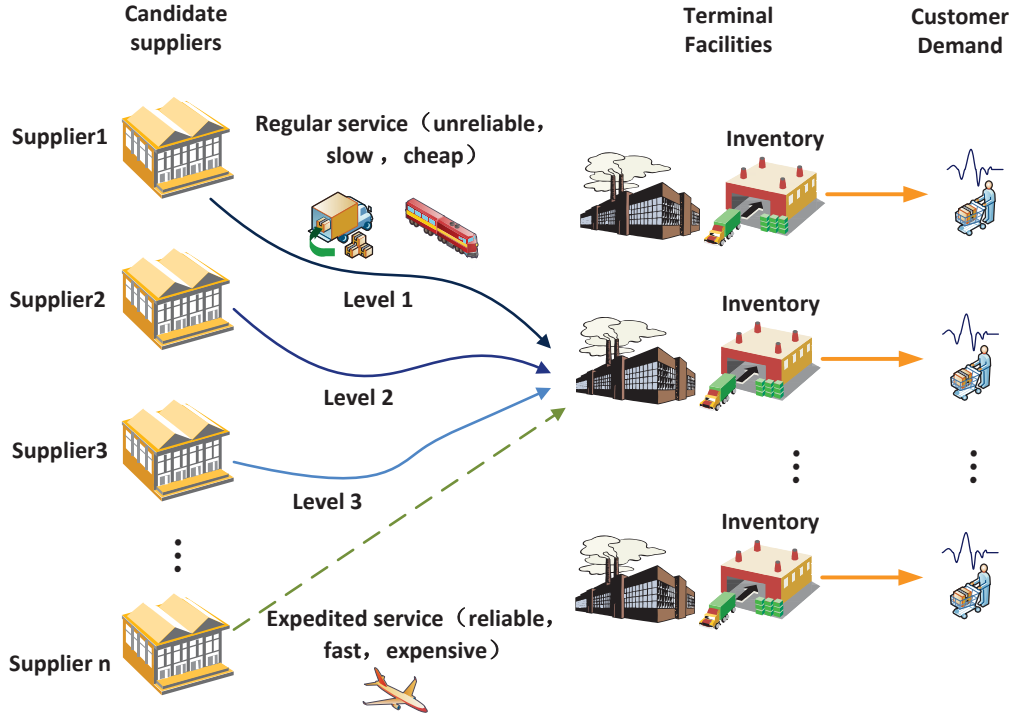 Candidate
suppliers
Terminal
Facilities
Customer
Demand
Supplier1
Regular service（unreliable，
slow ，cheap）
Inventory
Supplier2
Level 1
Inventory
Level 2
Supplier3
Level 3
Inventory
Supplier n
Expedited service（reliable，
fast，expensive）